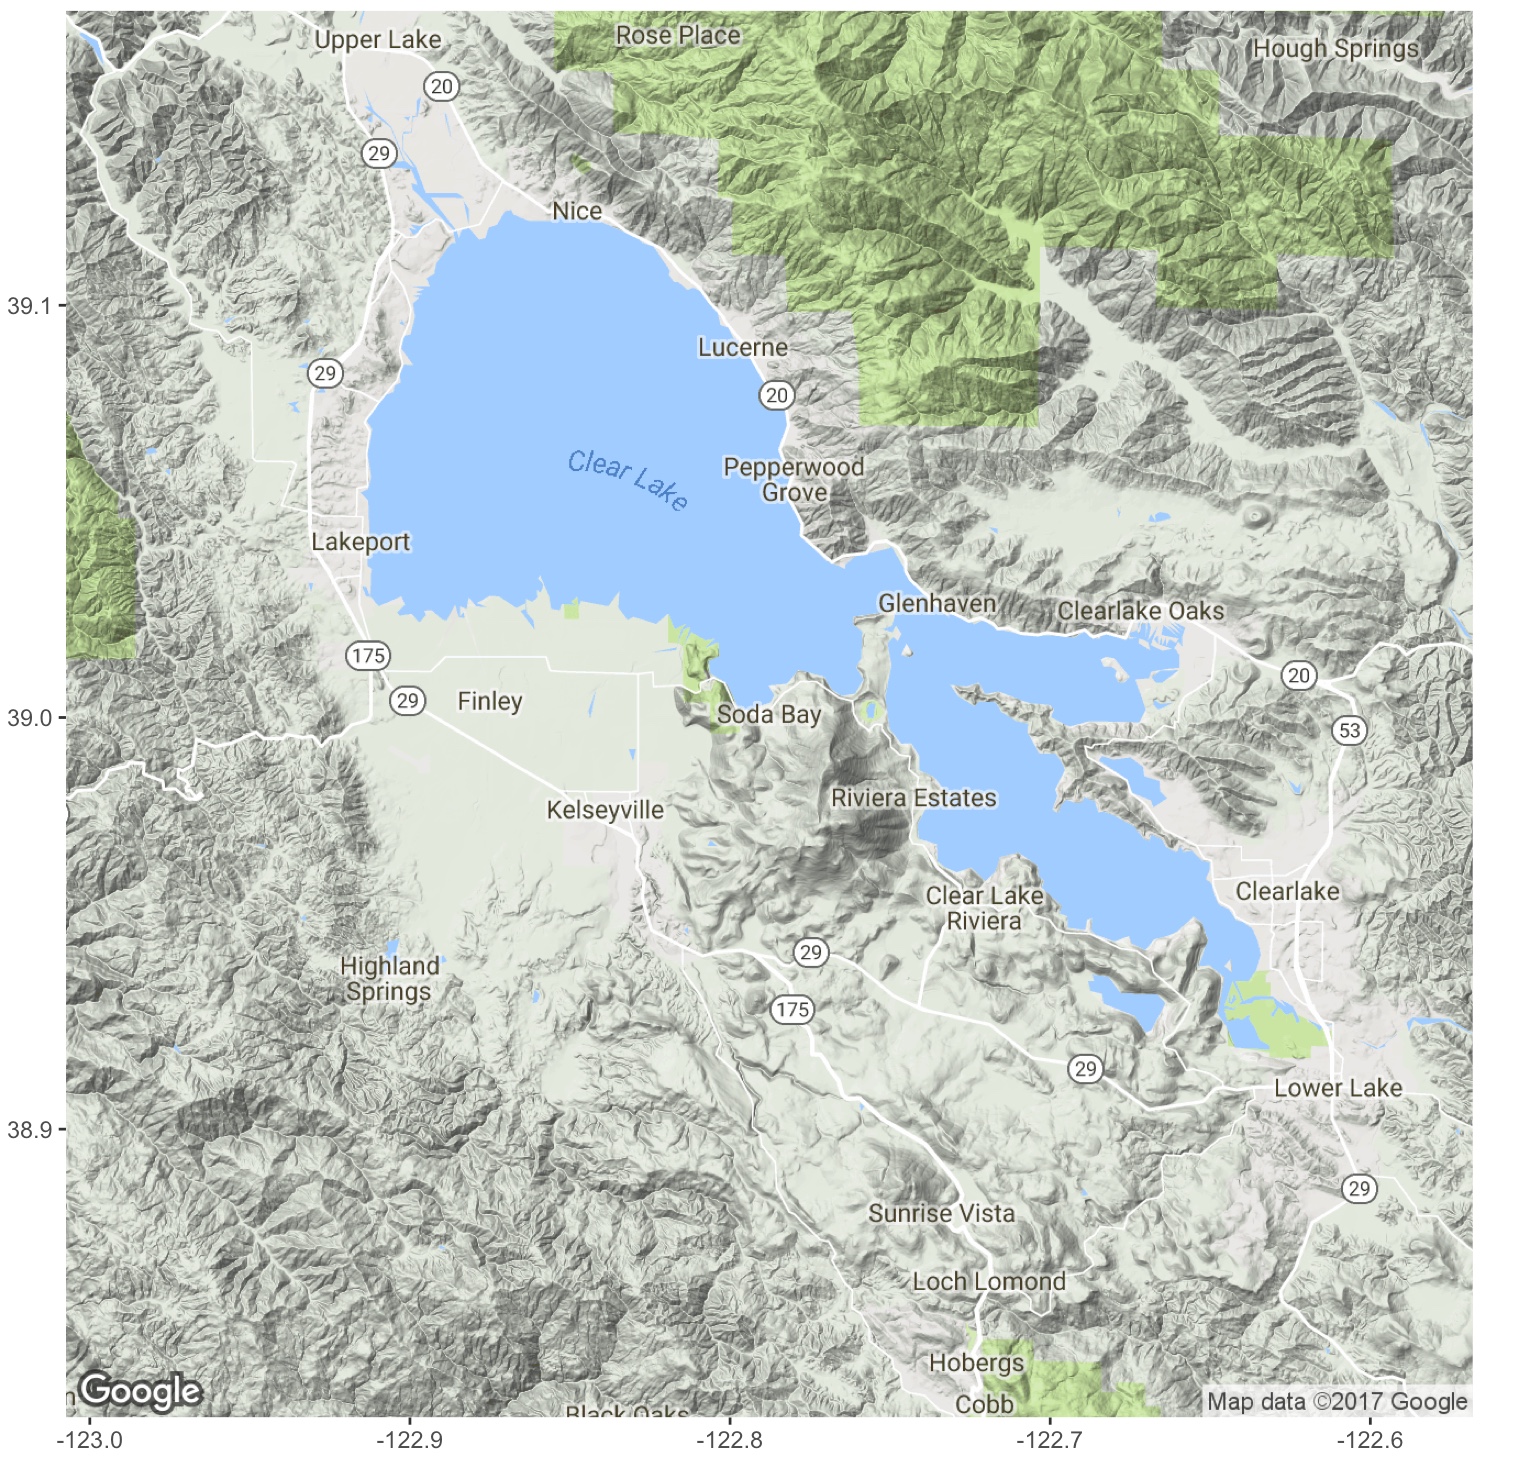 Upper Lake
Rose Place
Hough Springs
20
29
Nice
39.1
Lucerne
29
20
Clear Lake
Pepperwood
Grove
Lakeport
Glenhaven
Clearlake Oaks
175
20
29
Finley
39.0
Soda Bay
53
Riviera Estates
Kelseyville
Clearlake
Clear Lake
Riviera
29
Highland
Springs
175
29
Lower Lake
38.9
29
Sunrise Vista
Loch Lomond
Hobergs
Google
Cobb
Map data ©2017 Google
Black Oaks
-123.0
-122.9
-122.8
-122.7
-122.6